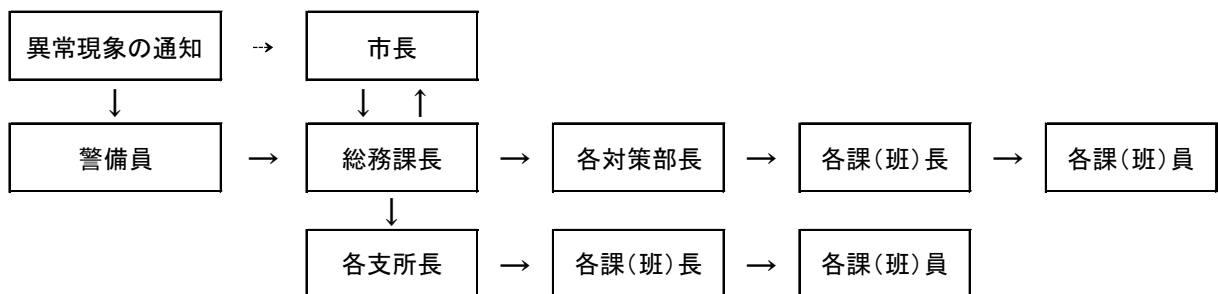 異常現象の通知 ⇢ 市長
↓ ↓ ↑
警備員 → 総務課長 → 各対策部長 → 各課(班)長 → 各課(班)員
↓
各支所長 → 各課(班)長 → 各課(班)員